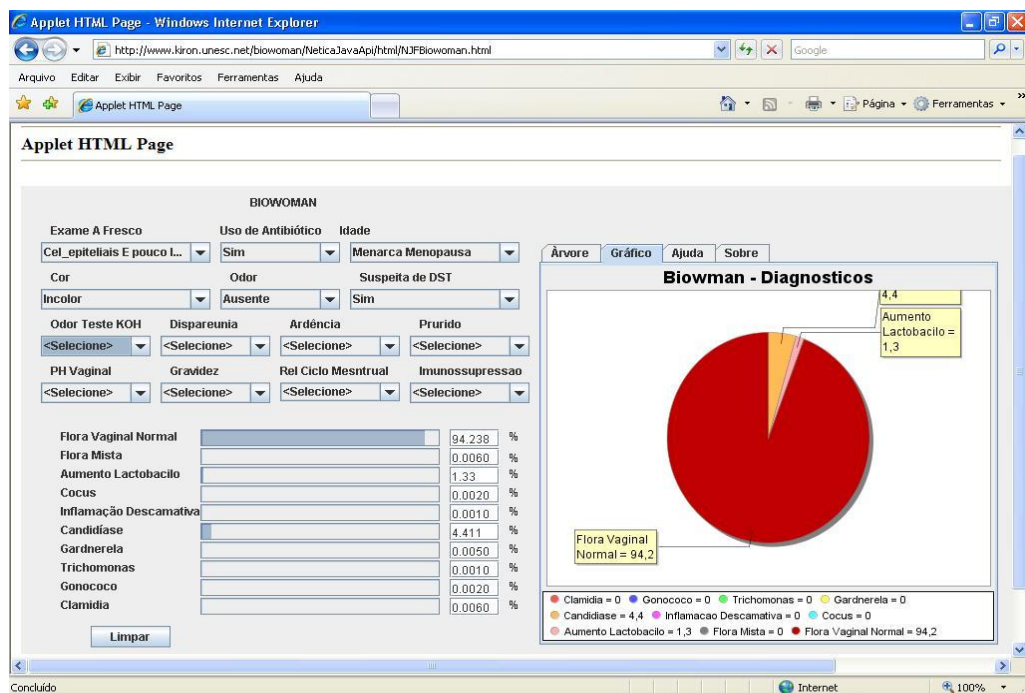 Applet HTML Page - Windows Internet Explorer
http://www.kiron.unesc.net/biowoman/NeticaJavaApi/html/NJFBiowoman.html
Google
Arquivo Editar Exibir Favoritos Ferramentas Ajuda
Applet HTML Page
Página Ferramentas »
Applet HTML Page
BIOWOMAN
Exame A Fresco Uso de Antibiótico Idade
Cel_epiteliais E pouco l... Sim Menarca Menopausa
Cor Odor Suspeita de DST
Incolor Ausente Sim
Odor Teste KOH Dispareunia Ardência Prurido
<Selecione> <Selecione> <Selecione> <Selecione>
PH Vaginal Gravidez Rel Ciclo Mesntrual Imunossupressao
<Selecione> <Selecione> <Selecione> <Selecione>
Flora Vaginal Normal 94.238 %
Flora Mista 0.0060 %
Aumento Lactobacilo 1.33 %
Cocus 0.0020 %
Inflamação Descamativa 0.0010 %
Candidíase 4.411 %
Gardnerela 0.0050 %
Trichomonas 0.0010 %
Gonococo 0.0020 %
Clamidia 0.0060 %
Limpar
Àrvore Gráfico Ajuda Sobre
Biowman - Diagnosticos
4,4
Aumento
Lactobacilo =
1,3
Flora Vaginal
Normal = 94,2
Clamidia = 0 Gonococo = 0 Trichomonas = 0 Gardnerela = 0
Candidiase = 4,4 Inflamacao Descamativa = 0 Cocus = 0
Aumento Lactobacilo = 1,3 Flora Mista = 0 Flora Vaginal Normal = 94,2
Concluído Internet 100%